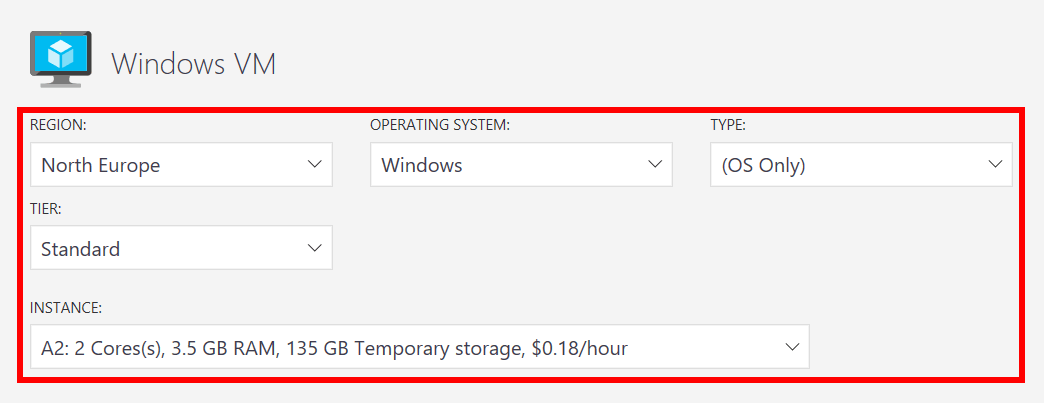 Windows VM
REGION: OPERATING SYSTEM: TYPE:
North Europe Windows (OS Only)
TIER:
Standard
INSTANCE:
A2: 2 Cores(s), 3.5 GB RAM, 135 GB Temporary storage, $0.18/hour